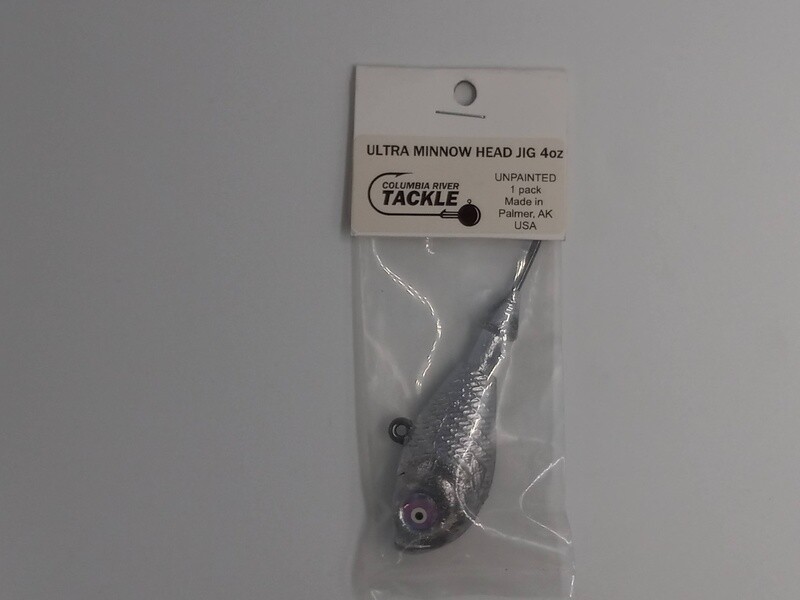 ULTRA MINNOW HEAD JIG 4oz
COLUMBIA RIVER
TACKLE
UNPAINTED
1 pack
Made in
Palmer, AK
USA